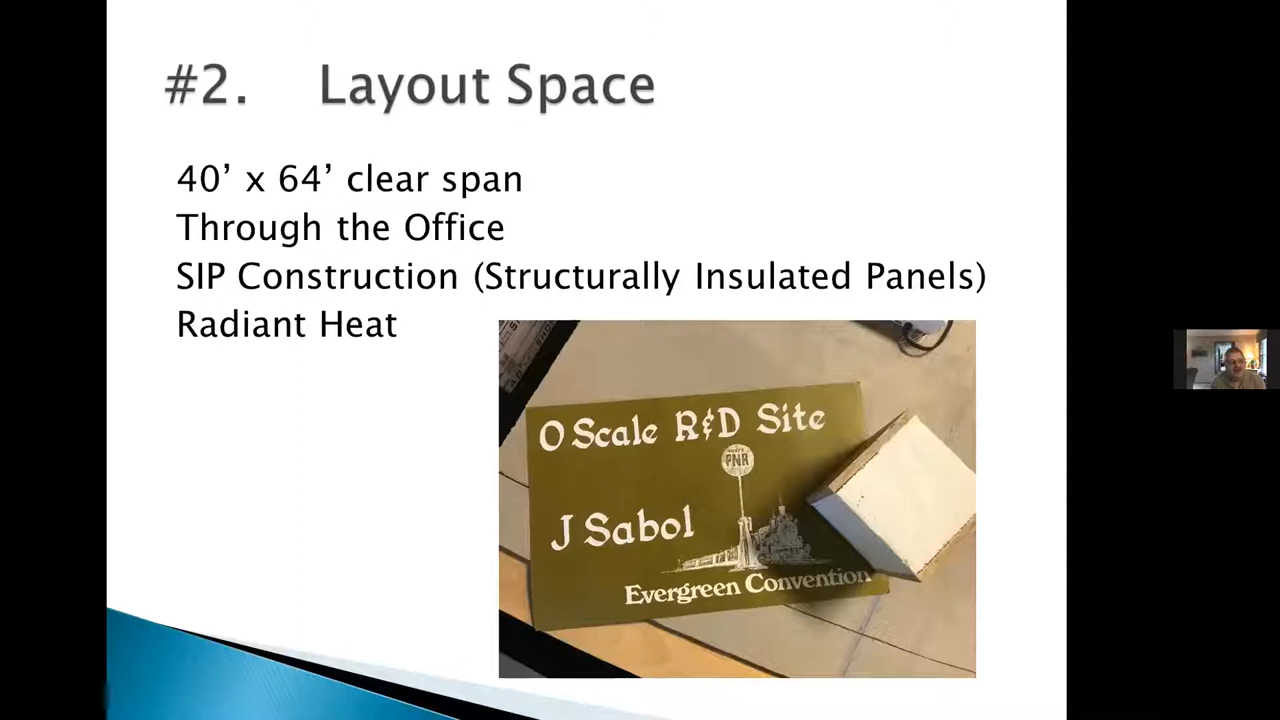 #2. Layout Space
40’ x 64’ clear span
Through the Office
SIP Construction (Structurally Insulated Panels)
Radiant Heat
O Scale R&D Site
PNR
J Sabol
Evergreen Convention